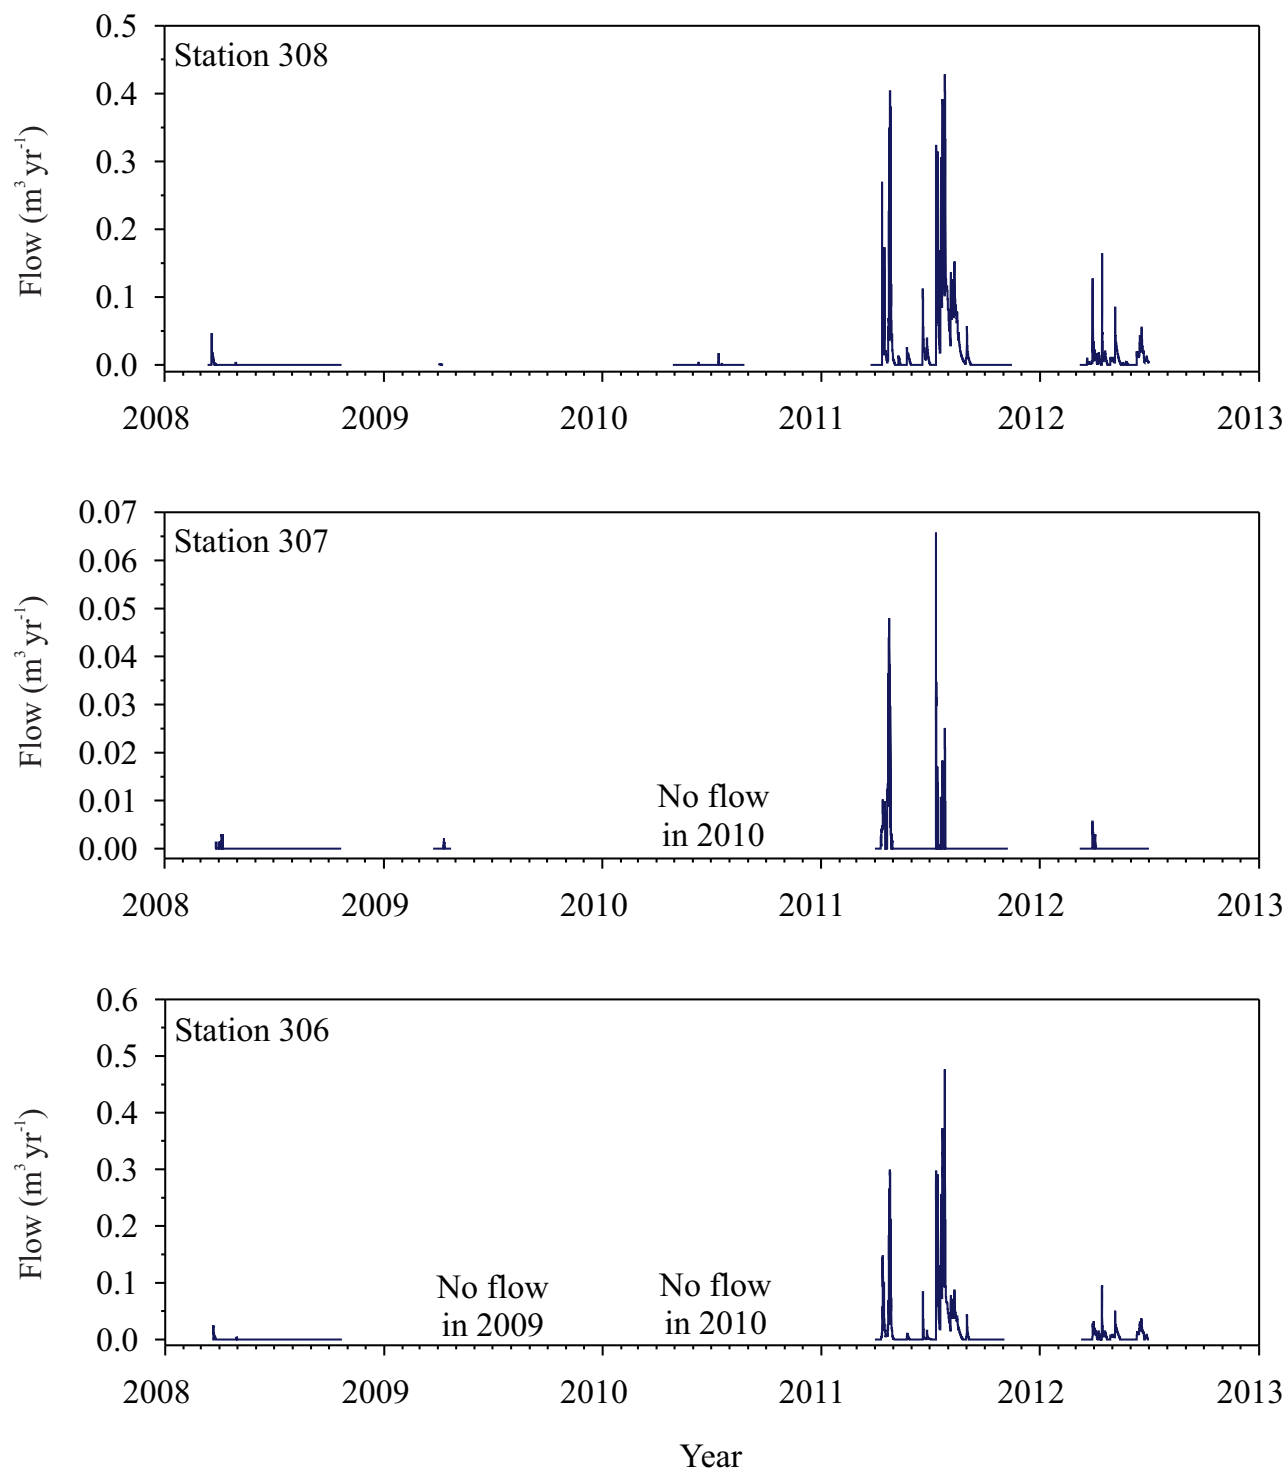 Station 308
Flow (m³ yr⁻¹)
0.5
0.4
0.3
0.2
0.1
0.0
2008 2009 2010 2011 2012 2013
Station 307
Flow (m³ yr⁻¹)
0.07
0.06
0.05
0.04
0.03
0.02
0.01
0.00
No flow
in 2010
2008 2009 2010 2011 2012 2013
Station 306
Flow (m³ yr⁻¹)
0.6
0.5
0.4
0.3
0.2
0.1
0.0
No flow
in 2009
No flow
in 2010
2008 2009 2010 2011 2012 2013
Year